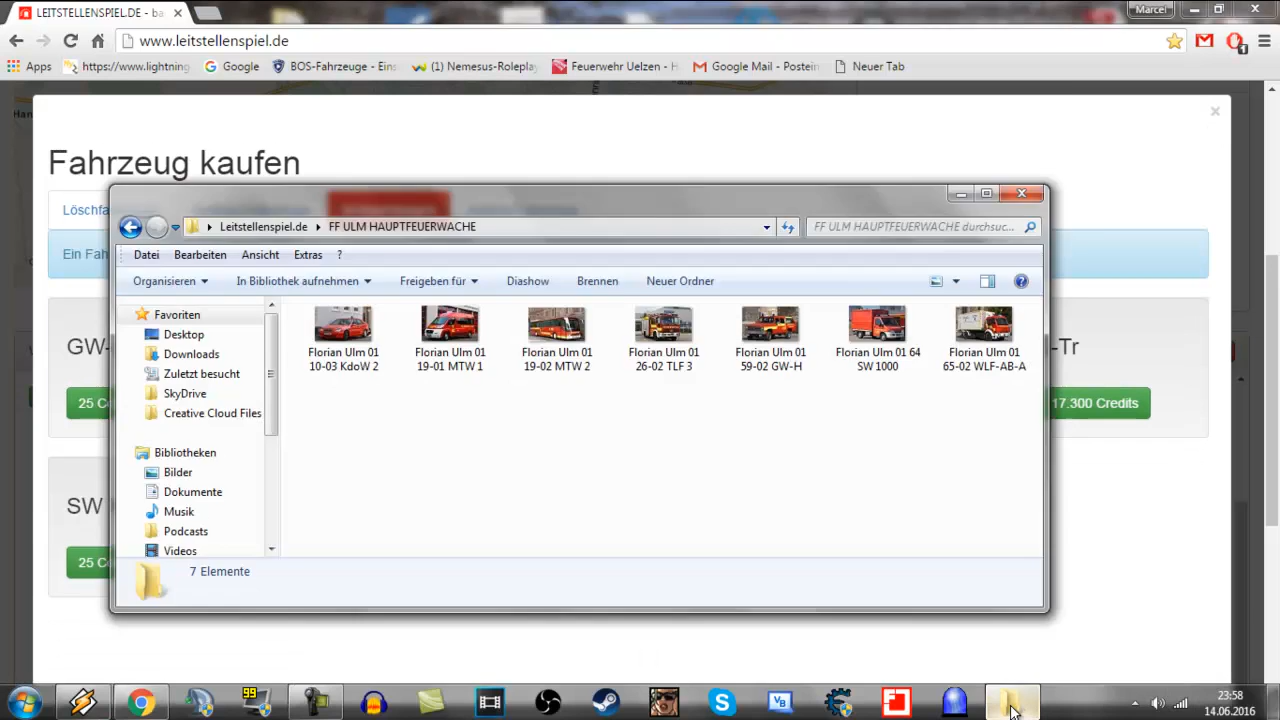 LEITSTELLENSPIEL.DE - ba
Marcel
www.leitstellenspiel.de
1
Apps
https://www.lightning
Google
BOS-Fahrzeuge - Eins
(1) Nemesus-Roleplay
Feuerwehr Uelzen - H
Google Mail - Postein
Neuer Tab
Han
×
Fahrzeug kaufen
Löschfa
Ein Fah
Leitstellenspiel.de
FF ULM HAUPTFEUERWACHE
FF ULM HAUPTFEUERWACHE durchsuc...
Datei Bearbeiten Ansicht Extras ?
Organisieren In Bibliothek aufnehmen Freigeben für Diashow Brennen Neuer Ordner
Favoriten
Desktop
Downloads
Zuletzt besucht
SkyDrive
Creative Cloud Files
Bibliotheken
Bilder
Dokumente
Musik
Podcasts
Videos
Florian Ulm 01
10-03 KdoW 2
Florian Ulm 01
19-01 MTW 1
Florian Ulm 01
19-02 MTW 2
Florian Ulm 01
26-02 TLF 3
Florian Ulm 01
59-02 GW-H
Florian Ulm 01 64
SW 1000
Florian Ulm 01
65-02 WLF-AB-A
7 Elemente
GW-
25 Co
-Tr
17.300 Credits
SW
25 Co
99
VB
23:58
14.06.2016